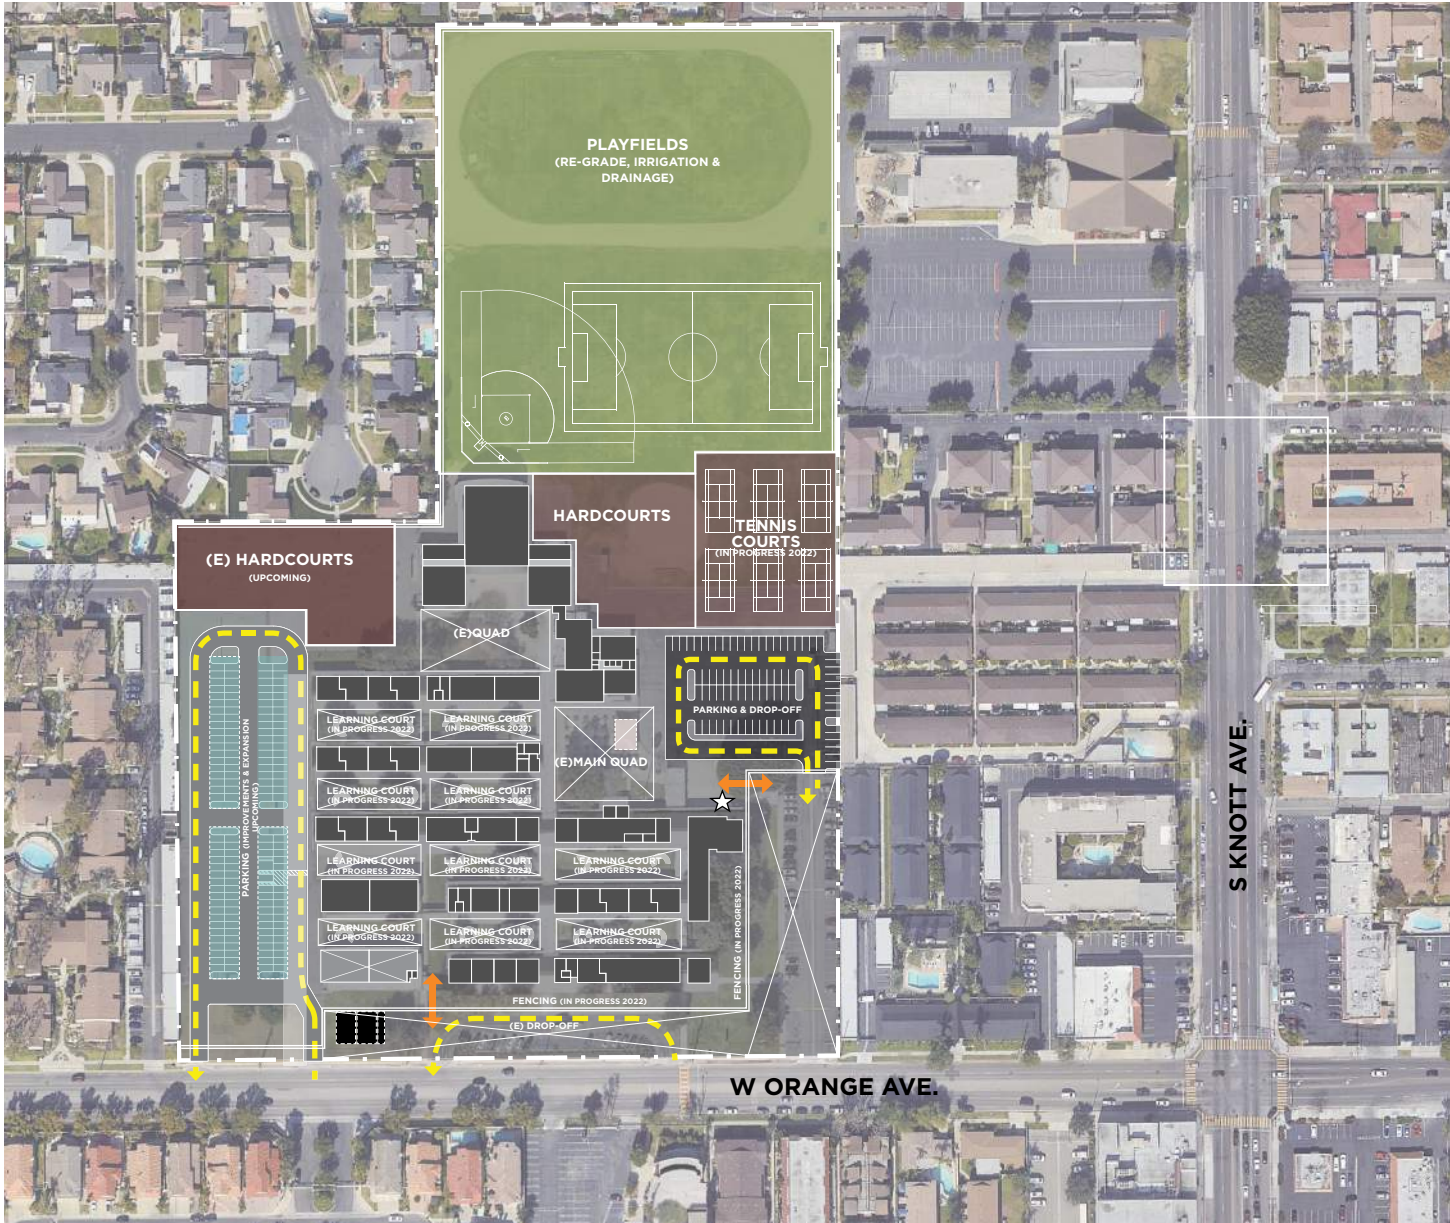 PLAYFIELDS
(RE-GRADE, IRRIGATION &
DRAINAGE)
HARDCOURTS
TENNIS
COURTS
(IN PROGRESS 2022)
(E) HARDCOURTS
(UPCOMING)
(E)QUAD
PARKING & DROP-OFF
LEARNING COURT
(IN PROGRESS 2022)
LEARNING COURT
(IN PROGRESS 2022)
(E)MAIN QUAD
LEARNING COURT
(IN PROGRESS 2022)
LEARNING COURT
(IN PROGRESS 2022)
PARKING (IMPROVEMENTS & EXPANSION
UPCOMING)
LEARNING COURT
(IN PROGRESS 2022)
LEARNING COURT
(IN PROGRESS 2022)
LEARNING COURT
(IN PROGRESS 2022)
LEARNING COURT
(IN PROGRESS 2022)
LEARNING COURT
(IN PROGRESS 2022)
LEARNING COURT
(IN PROGRESS 2022)
FENCING (IN PROGRESS 2022)
FENCING (IN PROGRESS 2022)
(E) DROP-OFF
S KNOTT AVE.
W ORANGE AVE.